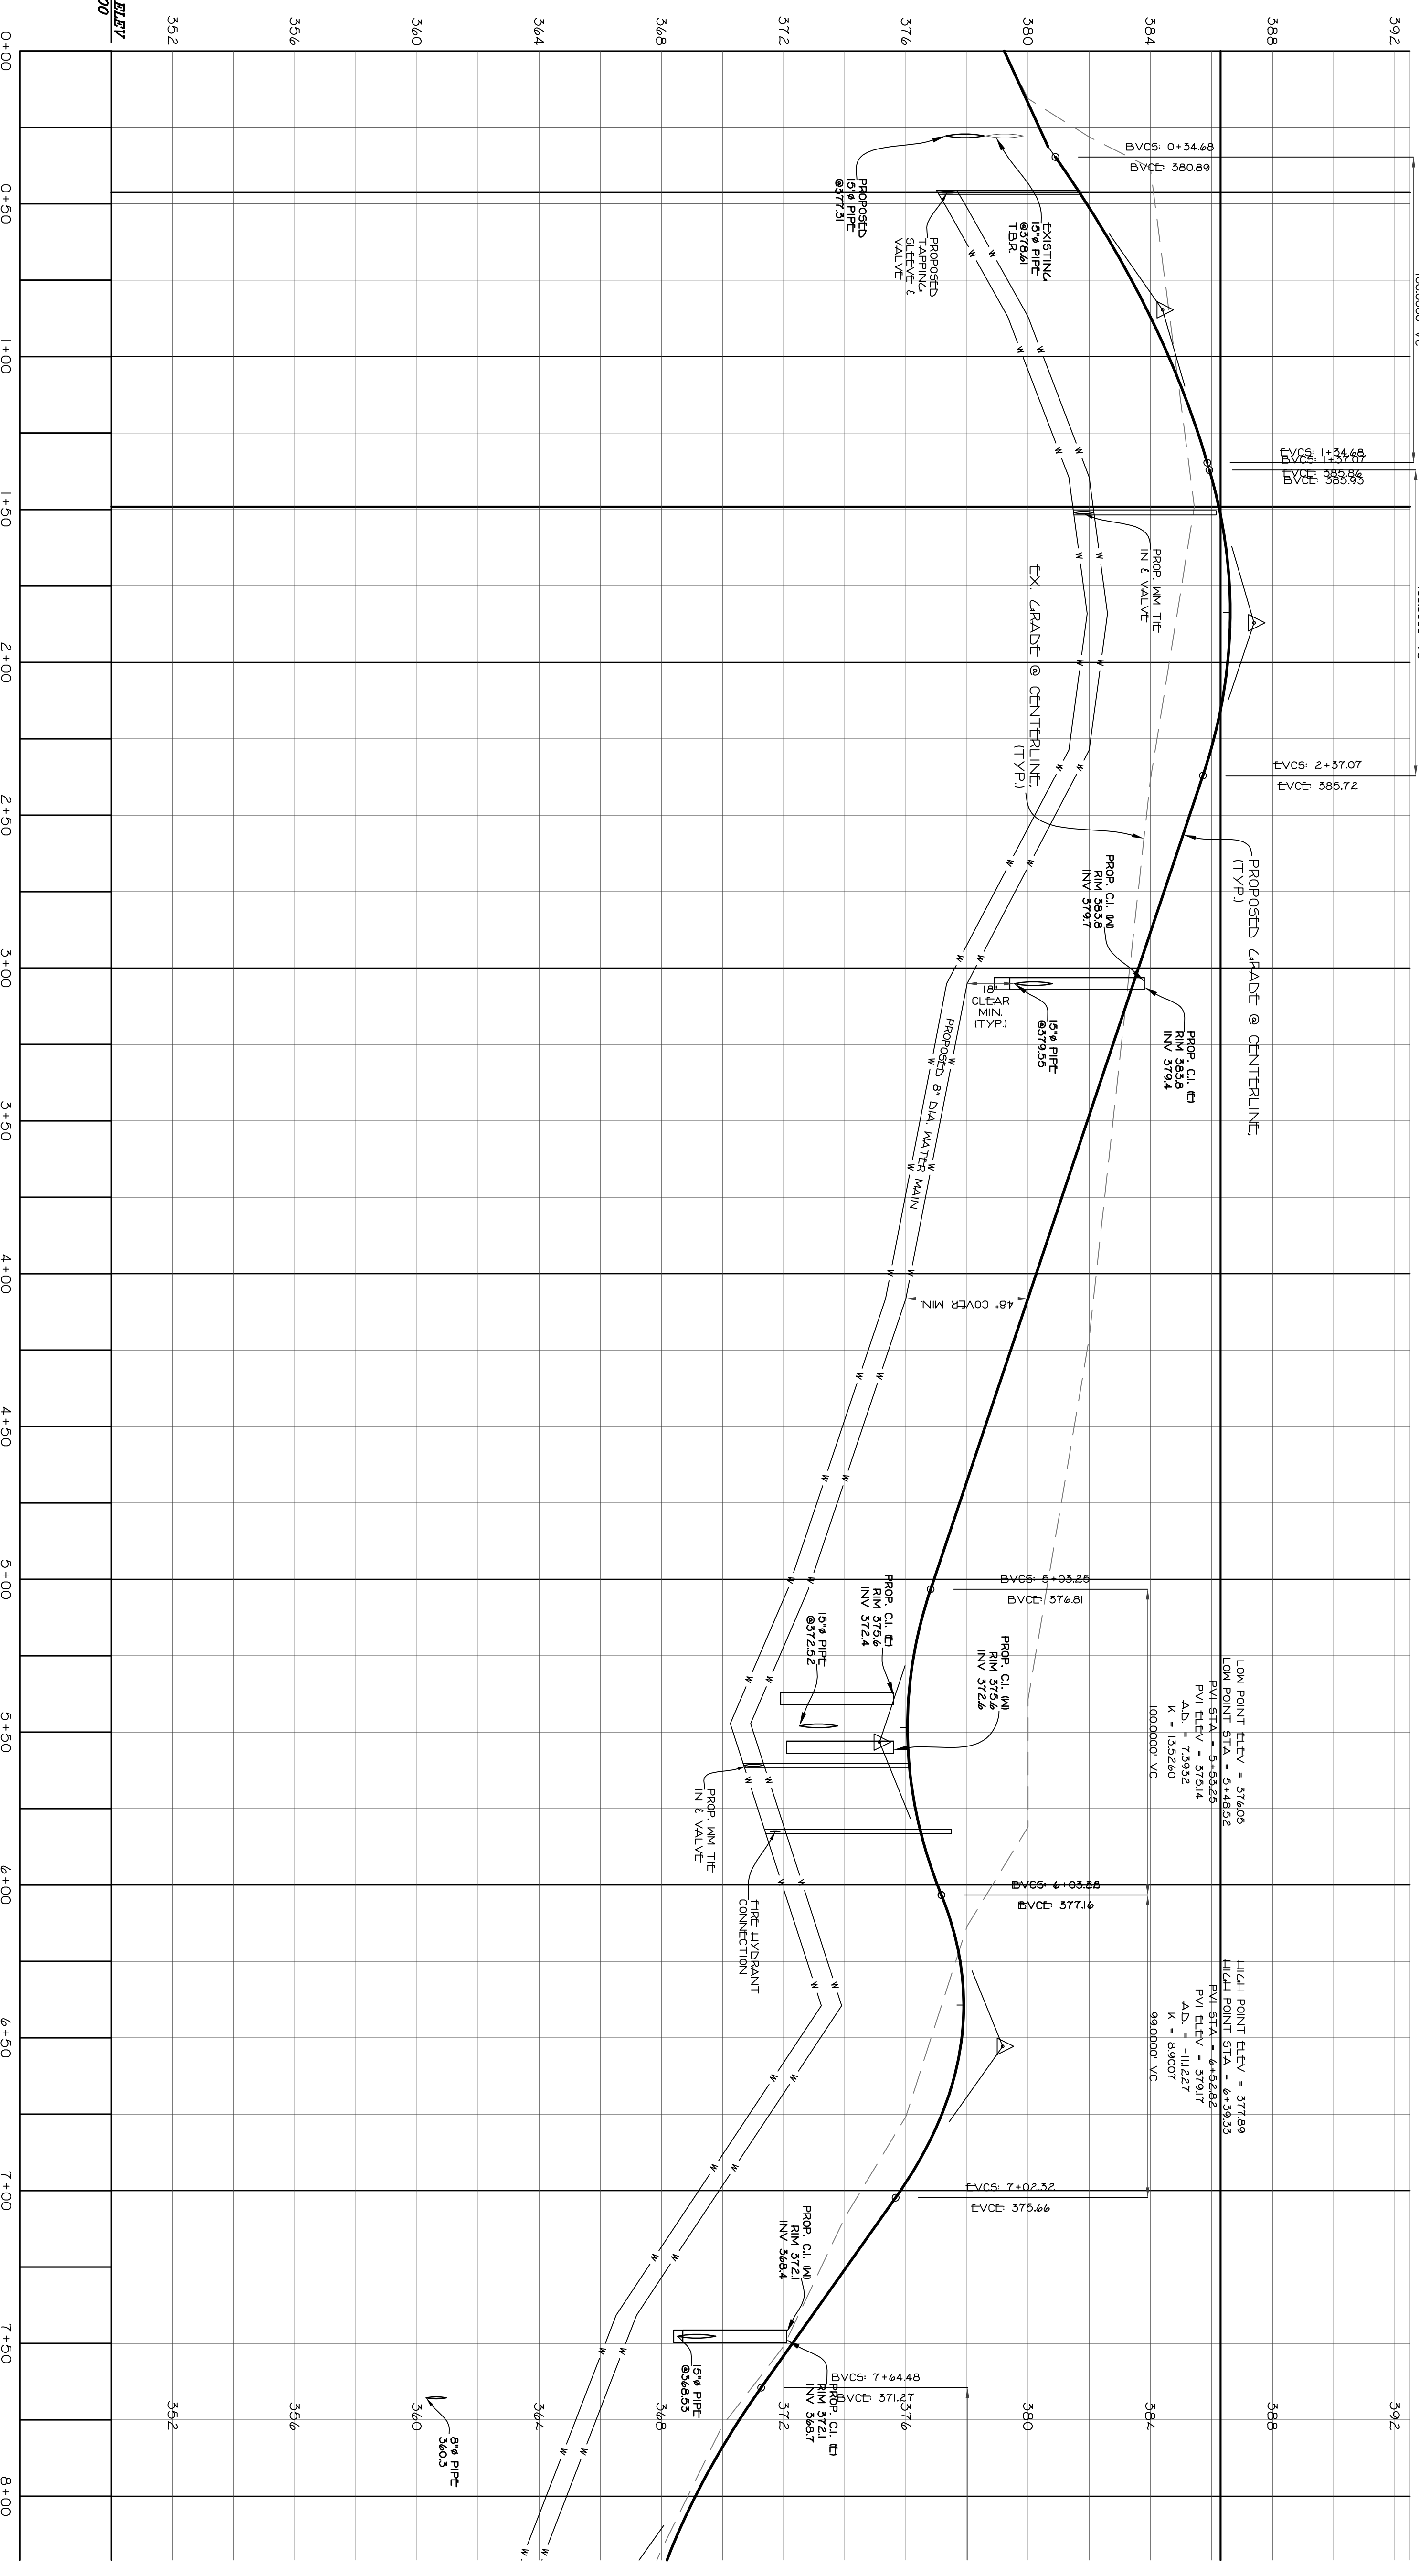 392
388
384
380
376
372
368
364
360
356
352
ELEV
BVCS: 0+34.68
BVCE: 380.89
EXISTING
15"ø PIPE
@378.61
T.B.R.
PROPOSED
15"ø PIPE
@377.31
PROPOSED
TAPPING
SLEEVE &
VALVE
EVCS: 1+34.68
BVCS: 1+37.07
EVCE: 385.86
BVCE: 385.93
PROP. WM TIE
IN & VALVE
EX. GRADE @ CENTERLINE,
(TYP.)
EVCS: 2+37.07
EVCE: 385.72
PROPOSED GRADE @ CENTERLINE,
(TYP.)
PROP. C.I. (W)
RIM 383.8
INV 379.7
PROP. C.I. (E)
RIM 383.8
INV 379.4
18"
CLEAR
MIN.
(TYP.)
15"ø PIPE
@379.55
PROPOSED 8" DIA. WATER MAIN
48" COVER MIN.
BVCS: 5+03.25
BVCE: 376.81
PROP. C.I. (E)
RIM 375.6
INV 372.4
15"ø PIPE
@372.52
PROP. C.I. (W)
RIM 375.6
INV 372.6
LOW POINT ELEV = 376.05
LOW POINT STA = 5+48.52
PVI STA = 5+53.25
PVI ELEV = 375.14
A.D. = 7.3932
K = 13.5260
100.0000' VC
PROP. WM TIE
IN & VALVE
FIRE HYDRANT
CONNECTION
BVCE: 377.16
HIGH POINT ELEV = 377.89
HIGH POINT STA = 6+39.33
PVI STA = 6+52.82
PVI ELEV = 379.17
A.D. = -11.1227
K = 8.9007
99.0000' VC
EVCS: 7+02.32
EVCE: 375.66
PROP. C.I. (W)
RIM 372.1
INV 368.4
PROP. C.I. (E)
RIM 372.1
INV 368.7
15"ø PIPE
@368.53
BVCS: 7+64.48
BVCE: 371.27
8"ø PIPE
360.3
392
388
384
380
376
372
368
364
360
356
352
0+00
0+50
1+00
1+50
2+00
2+50
3+00
3+50
4+00
4+50
5+00
5+50
6+00
6+50
7+00
7+50
8+00